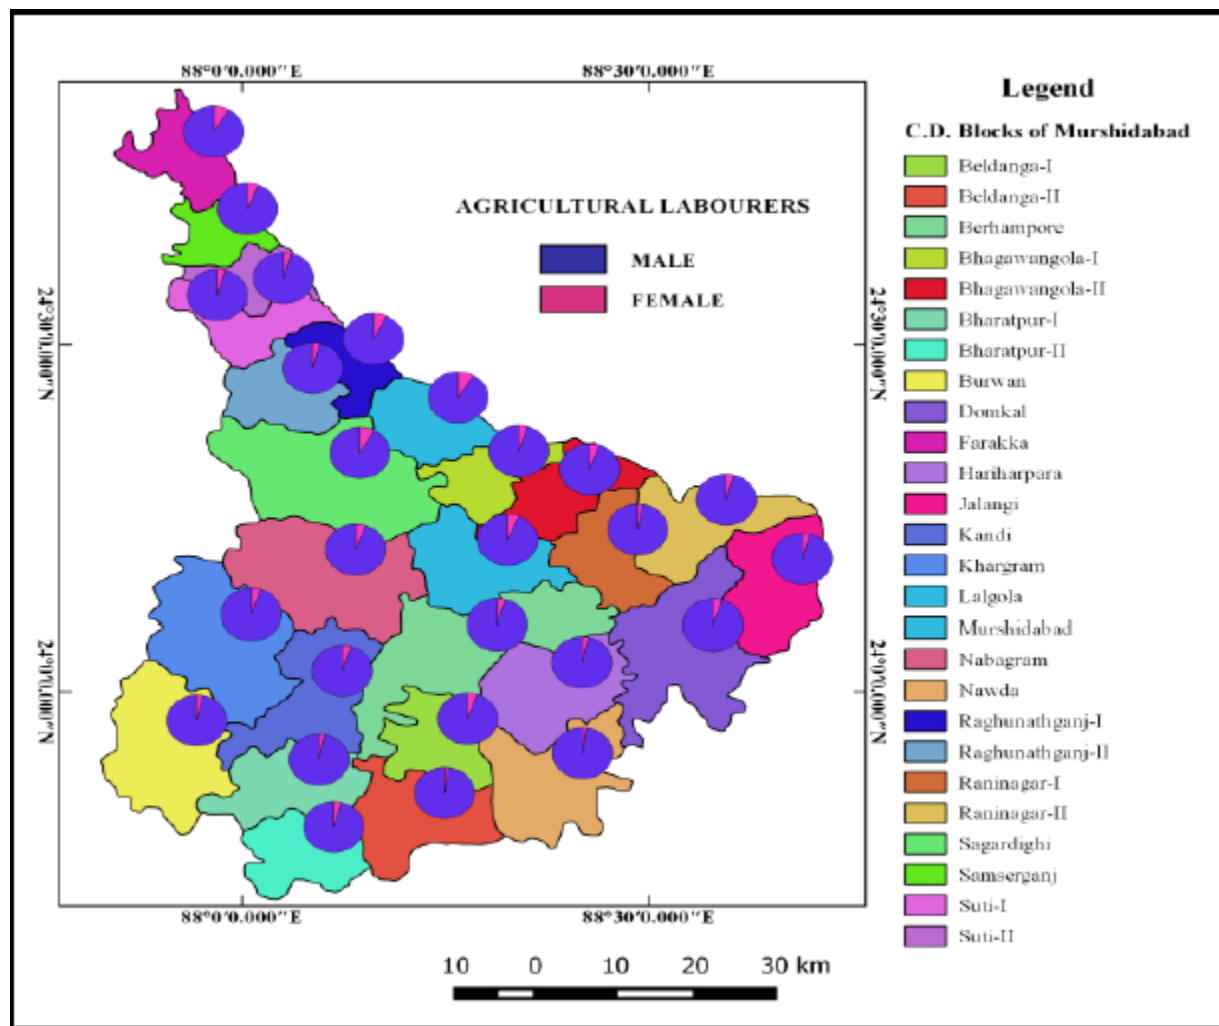 88°0'0.000"E 88°30'0.000"E
Legend
C.D. Blocks of Murshidabad
AGRICULTURAL LABOURERS
MALE
FEMALE
24°30'0.000"N 24°30'0.000"N
24°0'0.000"N 24°0'0.000"N
88°0'0.000"E 88°30'0.000"E
10 0 10 20 30 km
Beldanga-I
Beldanga-II
Berhampore
Bhagawangola-I
Bhagawangola-II
Bharatpur-I
Bharatpur-II
Burwan
Domkal
Farakka
Hariharpara
Jalangi
Kandi
Khargram
Lalgola
Murshidabad
Nabagram
Nawda
Raghunathganj-I
Raghunathganj-II
Raninagar-I
Raninagar-II
Sagardighi
Samserganj
Suti-I
Suti-II